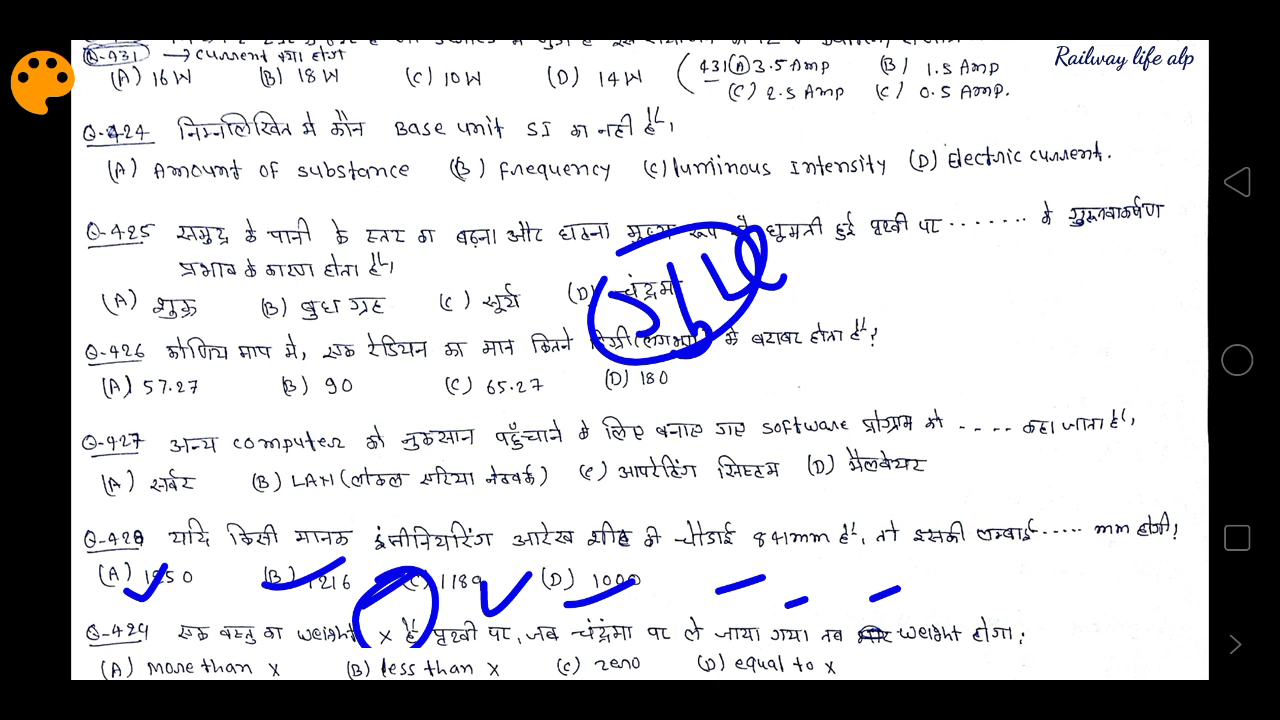 Railway life alp
Q-431 → current क्या होगा
(A) 16W (B) 18W (C) 10W (D) 14W ( 431 (A) 3.5 Amp (B) 1.5 Amp
(C) 2.5 Amp (C) 0.5 Amp.
Q-424 निम्नलिखित मे कौन Base unit SI का नही है।
(A) Amount of substance (B) frequency (C) luminous Intensity (D) Electric current.
Q-425 समुद्र के पानी के स्तर का बढ़ना और घटना मुख्य रूप से घूमती हुई पृथ्वी पर ........ के गुरूत्वाकर्षण
प्रभाव के कारण होता है।
(A) शुक्र (B) बुध ग्रह (C) सूर्य (D) चंद्रमा
Q-426 कोणिय माप मे, एक रेडियन का मान कितने डिग्री (लगभग) के बराबर होता है?
(A) 57.27 (B) 90 (C) 65.27 (D) 180
Q-427 अन्य computer को नुकसान पहुँचाने के लिए बनाए गए software प्रोग्राम को ..... कहा जाता है।
(A) सर्वर (B) LAN (लोकल एरिया नेटवर्क) (C) आपरेटिंग सिस्टम (D) मैलवेयर
Q-428 यदि किसी मानक इंजीनियरिंग आरेख शीट की चौडाई 841mm है, तो इसकी लम्बाई ..... mm होगी।
(A) 1250 (B) 1216 (C) 1189 (D) 1000
Q-429 एक वस्तु का weight x है पृथ्वी पर, जब चंद्रमा पर ले जाया गया तब weight होगा।
(A) more than x (B) less than x (C) zero (D) equal to x